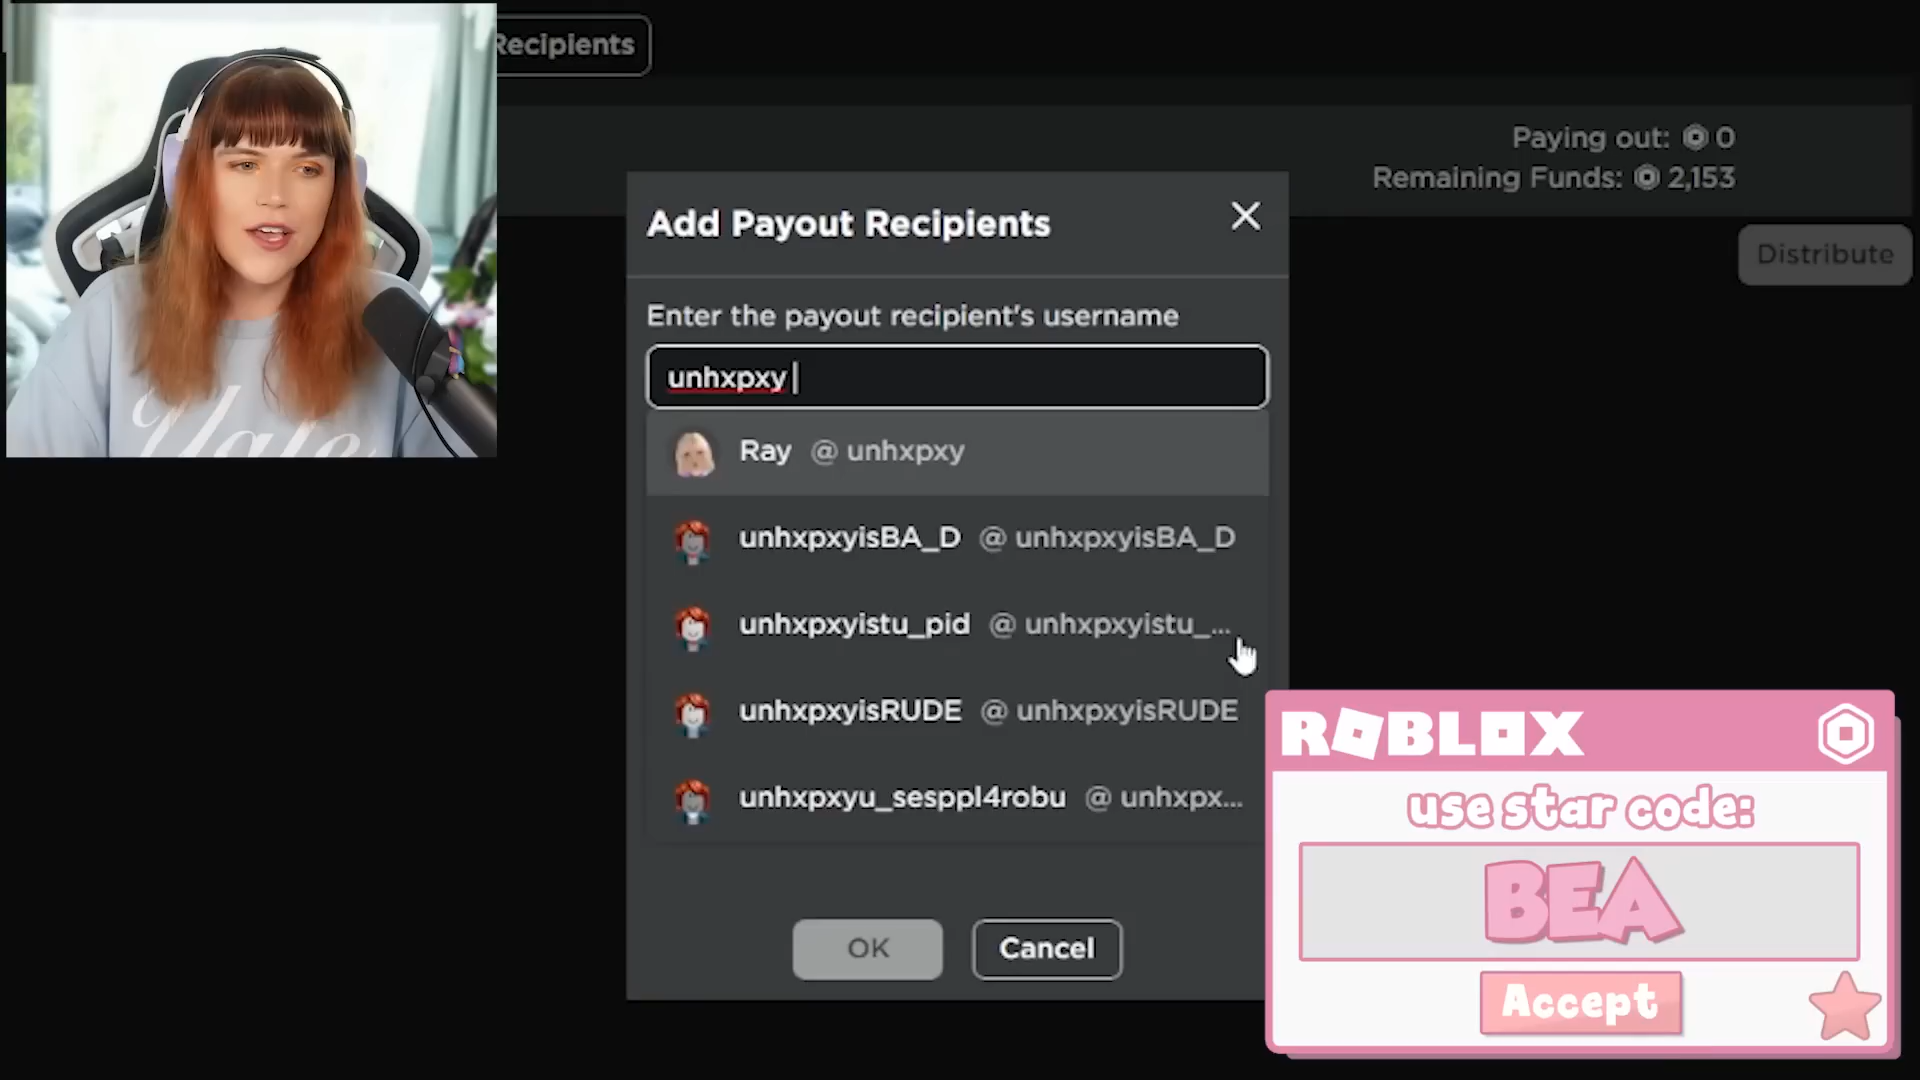 Recipients
Paying out: 0
Remaining Funds: 2,153
Distribute
Add Payout Recipients
Enter the payout recipient's username
unhxpxy
Ray @ unhxpxy
unhxpxyisBA_D @ unhxpxyisBA_D
unhxpxyistu_pid @ unhxpxyistu_...
unhxpxyisRUDE @ unhxpxyisRUDE
unhxpxyu_sesppl4robu @ unhxpx...
OK Cancel
Yale
ROBLOX
use star code:
BEA
Accept